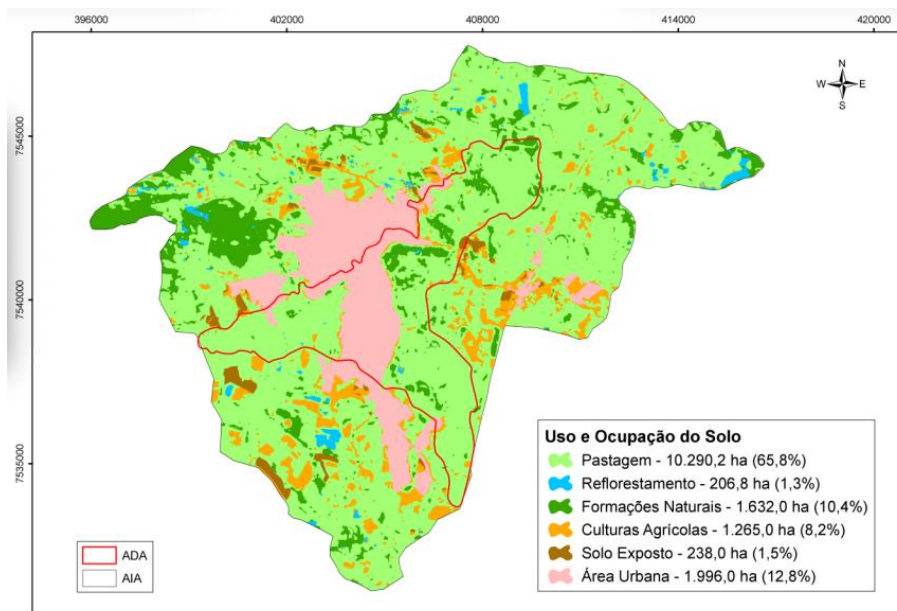 396000 402000 408000 414000 420000
N
W E
S
7545000
7540000
7535000
Uso e Ocupação do Solo
Pastagem - 10.290,2 ha (65,8%)
Reflorestamento - 206,8 ha (1,3%)
Formações Naturais - 1.632,0 ha (10,4%)
Culturas Agrícolas - 1.265,0 ha (8,2%)
Solo Exposto - 238,0 ha (1,5%)
Área Urbana - 1.996,0 ha (12,8%)
ADA
AIA